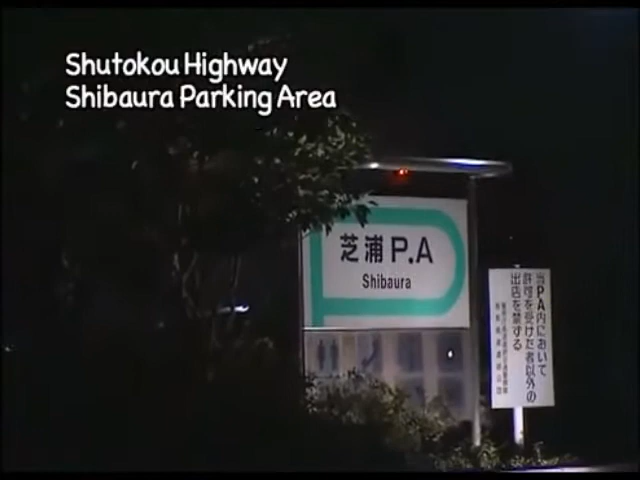 Shutokou Highway
Shibaura Parking Area
芝浦 P.A
Shibaura
当PA内において
許可を受けた者以外の
出店を禁ずる